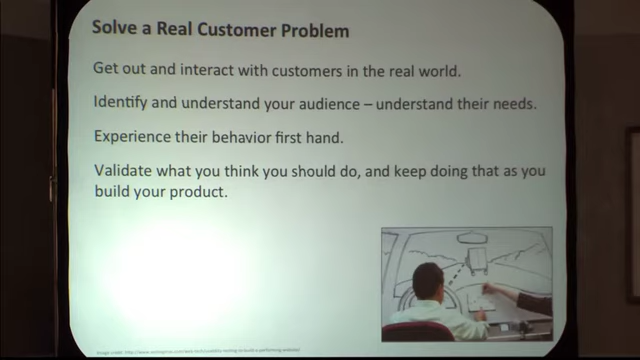 Solve a Real Customer Problem
Get out and interact with customers in the real world.
Identify and understand your audience – understand their needs.
Experience their behavior first hand.
Validate what you think you should do, and keep doing that as you
build your product.